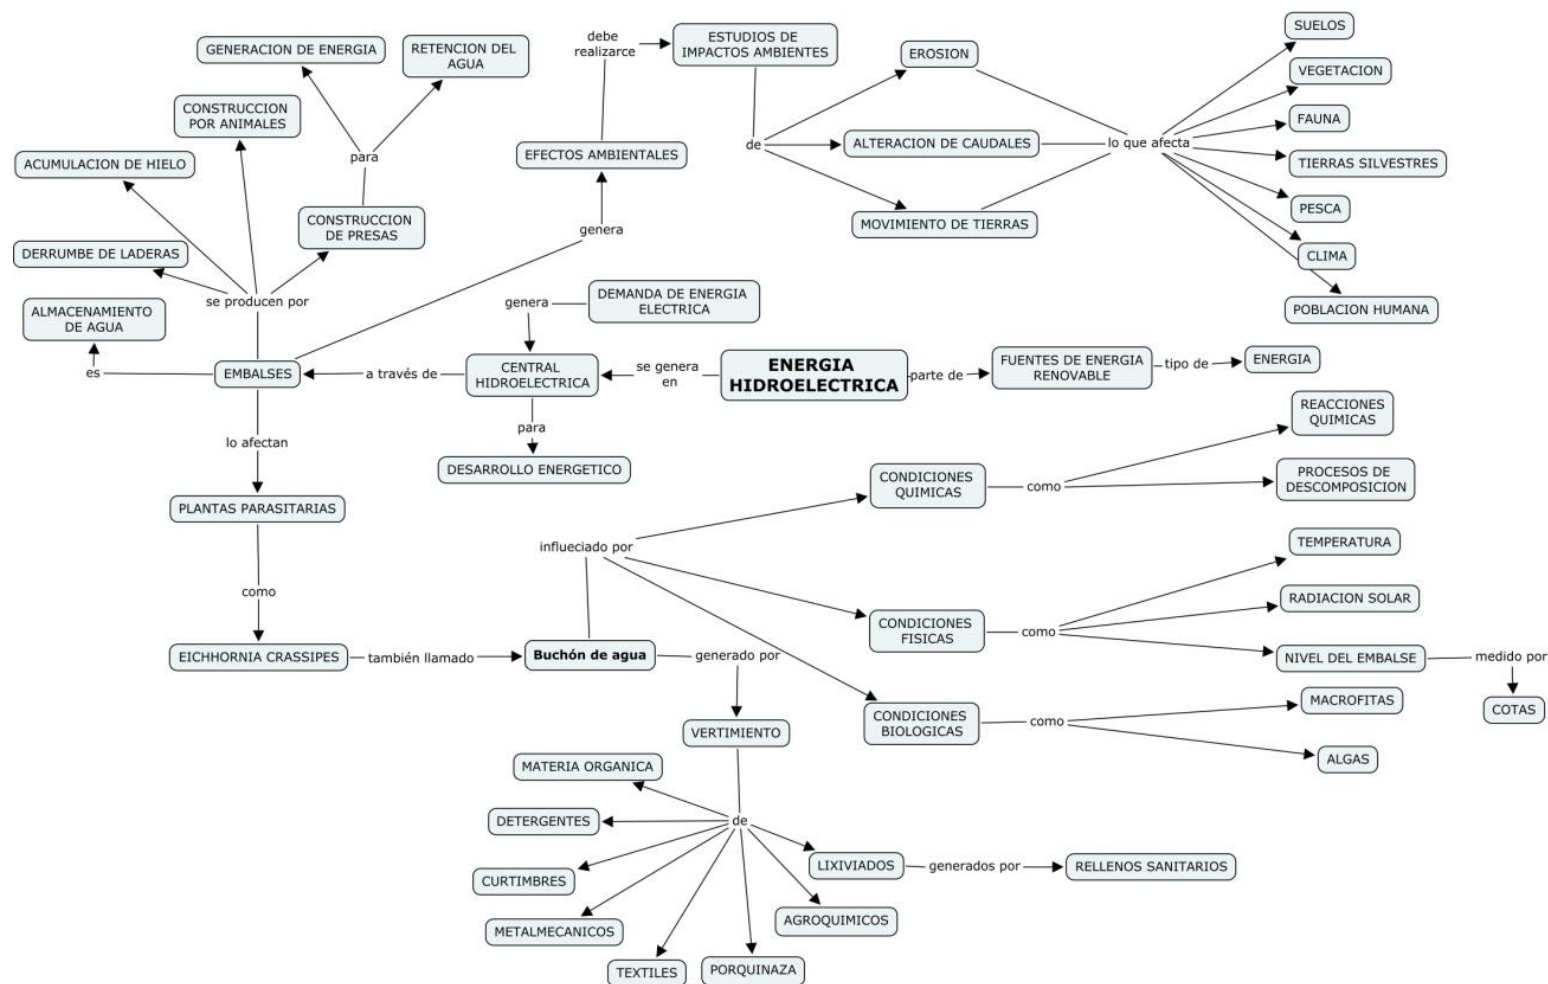 SUELOS
debe
realizarce
ESTUDIOS DE
IMPACTOS AMBIENTES
GENERACION DE ENERGIA
RETENCION DEL
AGUA
EROSION
VEGETACION
CONSTRUCCION
POR ANIMALES
FAUNA
ACUMULACION DE HIELO
para
EFECTOS AMBIENTALES
de
ALTERACION DE CAUDALES
lo que afecta
TIERRAS SILVESTRES
PESCA
CONSTRUCCION
DE PRESAS
genera
MOVIMIENTO DE TIERRAS
DERRUMBE DE LADERAS
CLIMA
se producen por
ALMACENAMIENTO
DE AGUA
genera
DEMANDA DE ENERGIA
ELECTRICA
POBLACION HUMANA
es
EMBALSES
a través de
CENTRAL
HIDROELECTRICA
se genera
en
ENERGIA
HIDROELECTRICA
parte de
FUENTES DE ENERGIA
RENOVABLE
tipo de
ENERGIA
REACCIONES
QUIMICAS
lo afectan
para
DESARROLLO ENERGETICO
CONDICIONES
QUIMICAS
como
PROCESOS DE
DESCOMPOSICION
PLANTAS PARASITARIAS
influeciado por
TEMPERATURA
como
RADIACION SOLAR
CONDICIONES
FISICAS
como
EICHHORNIA CRASSIPES
también llamado
Buchón de agua
generado por
NIVEL DEL EMBALSE
medido por
COTAS
MACROFITAS
CONDICIONES
BIOLOGICAS
como
ALGAS
VERTIMIENTO
MATERIA ORGANICA
DETERGENTES
de
LIXIVIADOS
generados por
RELLENOS SANITARIOS
CURTIMBRES
AGROQUIMICOS
METALMECANICOS
TEXTILES
PORQUINAZA